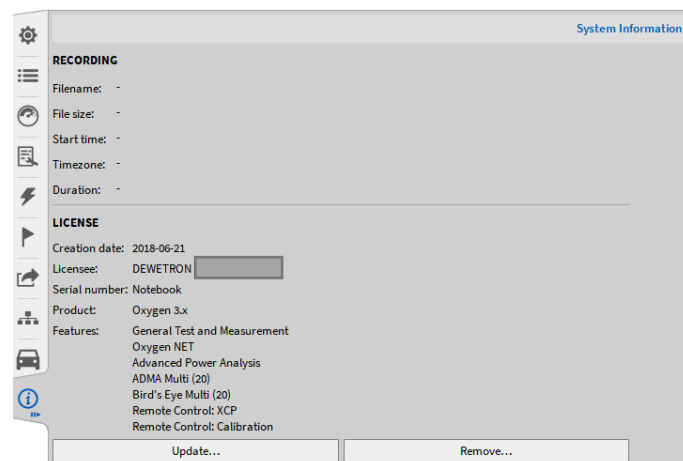 System Information
RECORDING
Filename: -
File size: -
Start time: -
Timezone: -
Duration: -
LICENSE
Creation date: 2018-06-21
Licensee: DEWETRON
Serial number: Notebook
Product: Oxygen 3.x
Features: General Test and Measurement
Oxygen NET
Advanced Power Analysis
ADMA Multi (20)
Bird's Eye Multi (20)
Remote Control: XCP
Remote Control: Calibration
Update... Remove...